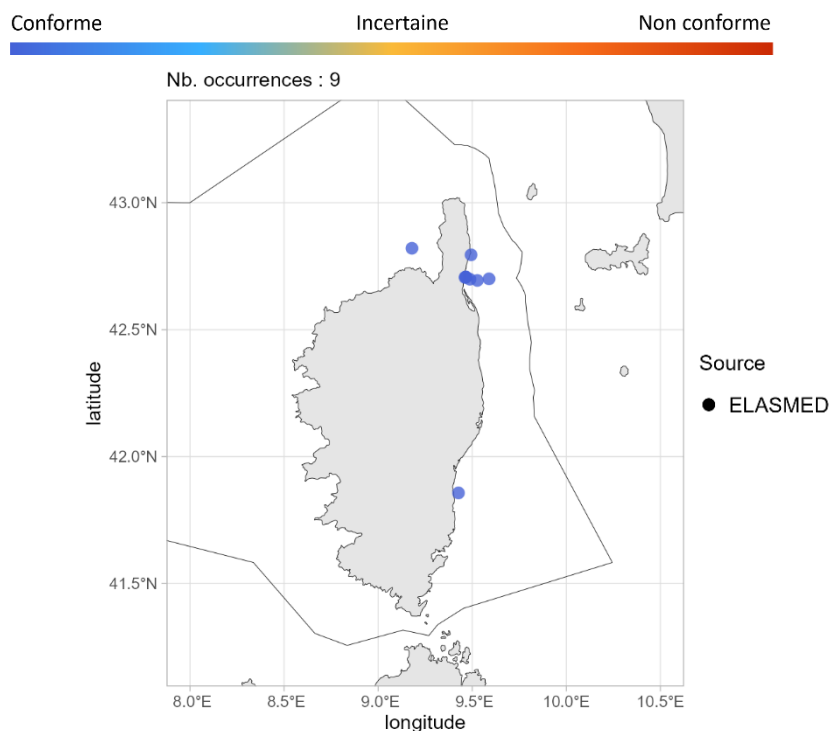 Conforme Incertaine Non conforme
Nb. occurrences : 9
43.0°N
42.5°N
42.0°N
41.5°N
latitude
8.0°E 8.5°E 9.0°E 9.5°E 10.0°E 10.5°E
longitude
Source
ELASMED